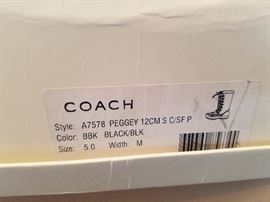 COACH
Style: A7578 PEGGEY 12CM S C/SF P
Color: BBK BLACK/BLK
Size: 5.0 Width: M